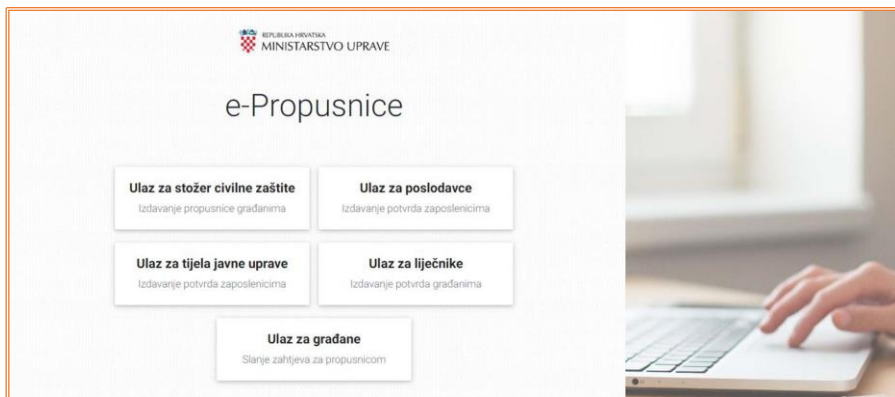 REPUBLIKA HRVATSKA
MINISTARSTVO UPRAVE
e-Propusnice
Ulaz za stožer civilne zaštite
Izdavanje propusnice građanima
Ulaz za poslodavce
Izdavanje potvrda zaposlenicima
Ulaz za tijela javne uprave
Izdavanje potvrda zaposlenicima
Ulaz za liječnike
Izdavanje potvrda građanima
Ulaz za građane
Slanje zahtjeva za propusnicom